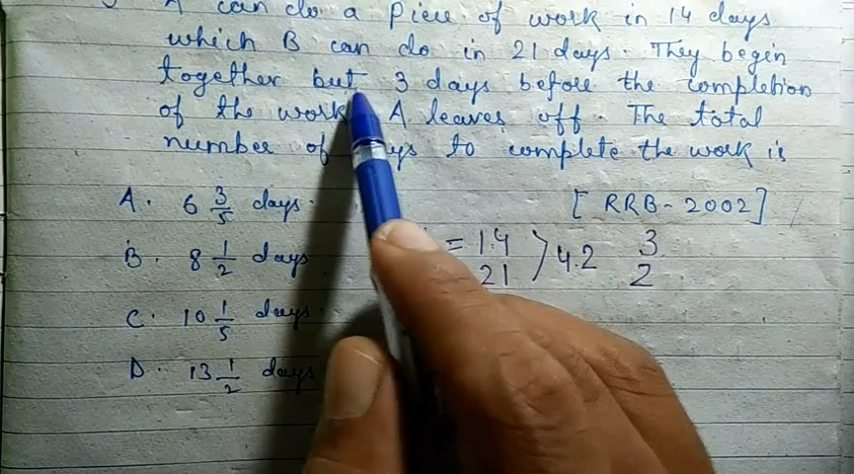 A can do a piece of work in 14 days
which B can do in 21 days. They begin
together but 3 days before the completion
of the work A leaves off. The total
number of to complete the work is
A. 6 3/5 days. [RRB-2002]
B. 8 1/2 days = 14 > 42 3
21 2
C. 10 1/5 days.
D. 13 1/2 days